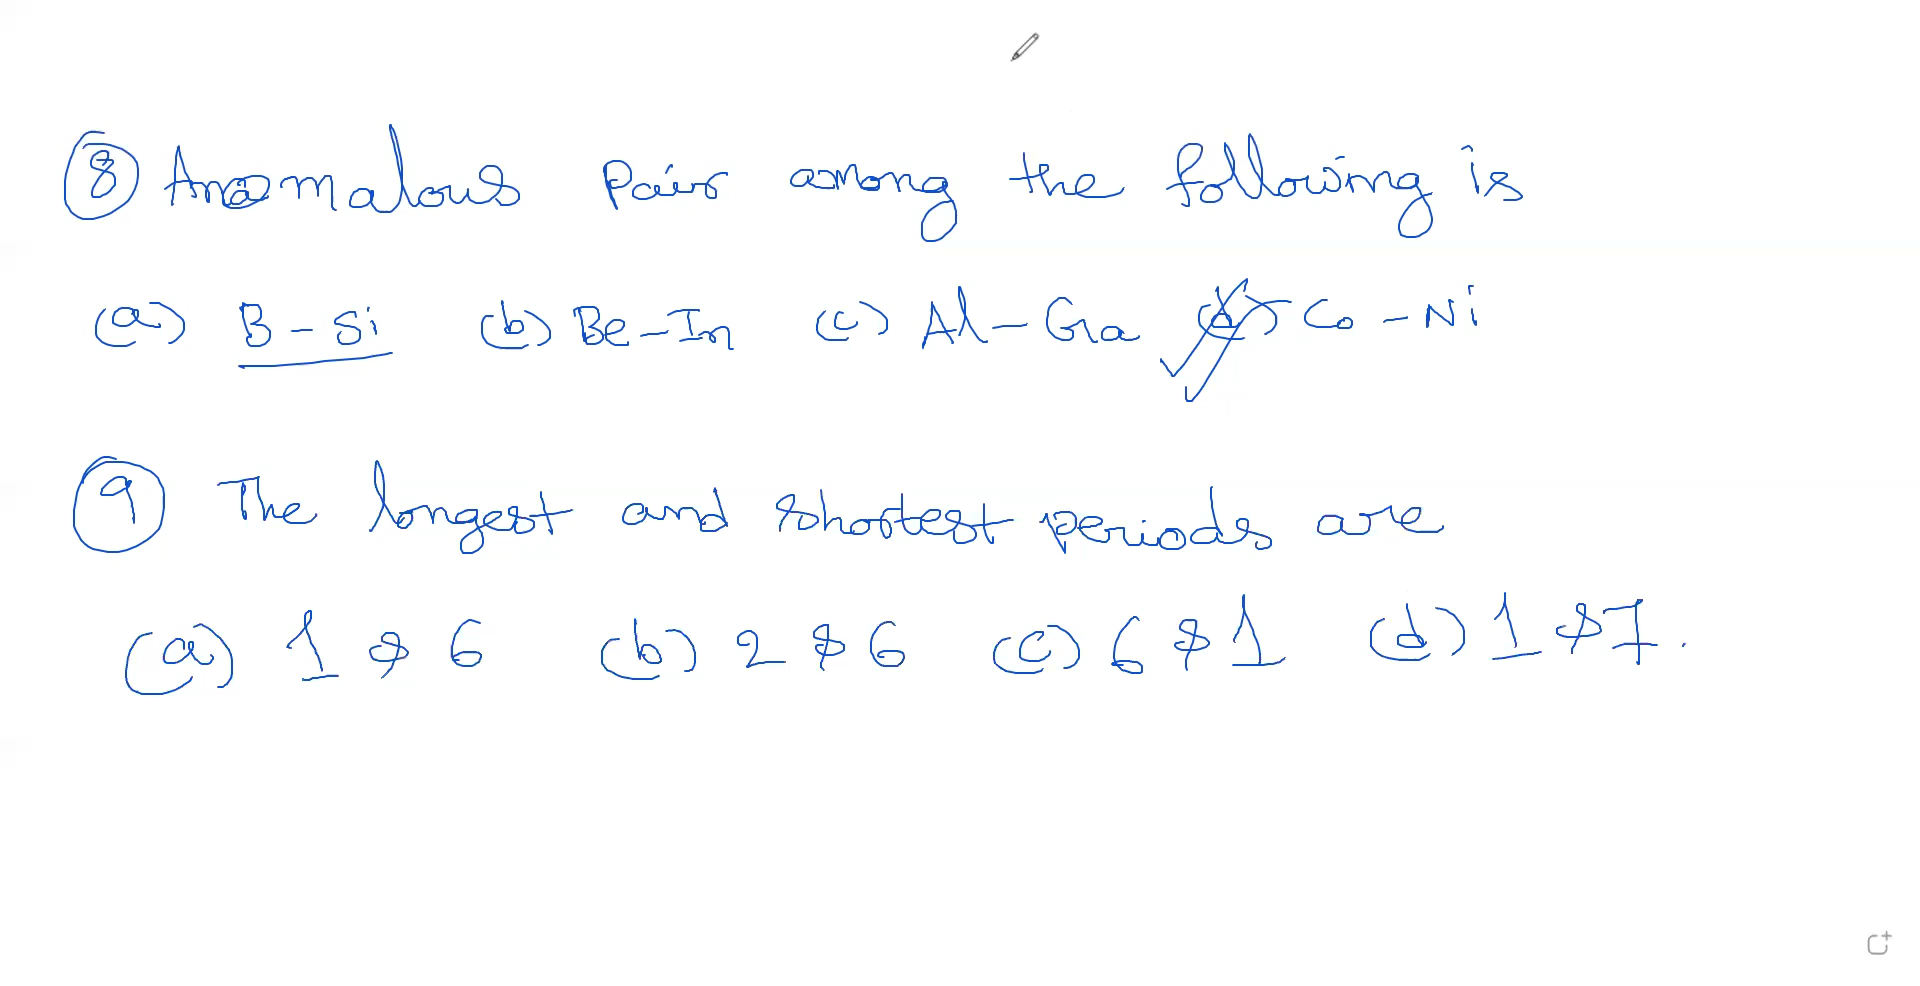 8 Anomalous Pair among the following is
(a) B - Si (b) Be - In (c) Al - Ga (d) Co - Ni
9 The longest and shortest periods are
(a) 1 & 6 (b) 2 & 6 (c) 6 & 1 (d) 1 & 7.